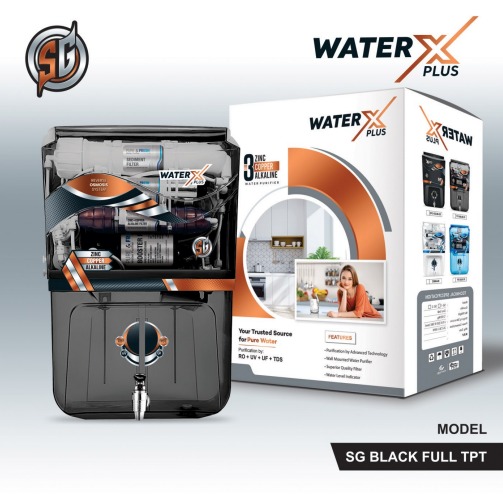 SG
WATER X
PLUS
WATER X
PLUS
3
ZINC
COPPER
ALKALINE
WATER PURIFIER
SEDIMENT
FILTER
WATER X
PLUS
REVERSE
OSMOSIS
SYSTEM
BOOSTER
SG
ZINC
COPPER
ALKALINE
Your Trusted Source
for Pure Water
Purification by:
RO + UV + UF + TDS
FEATURES
- Purification by Advanced Technology
- Wall Mounted Water Purifier
- Superior Quality Filter
- Water Level Indicator
MODEL
SG BLACK FULL TPT